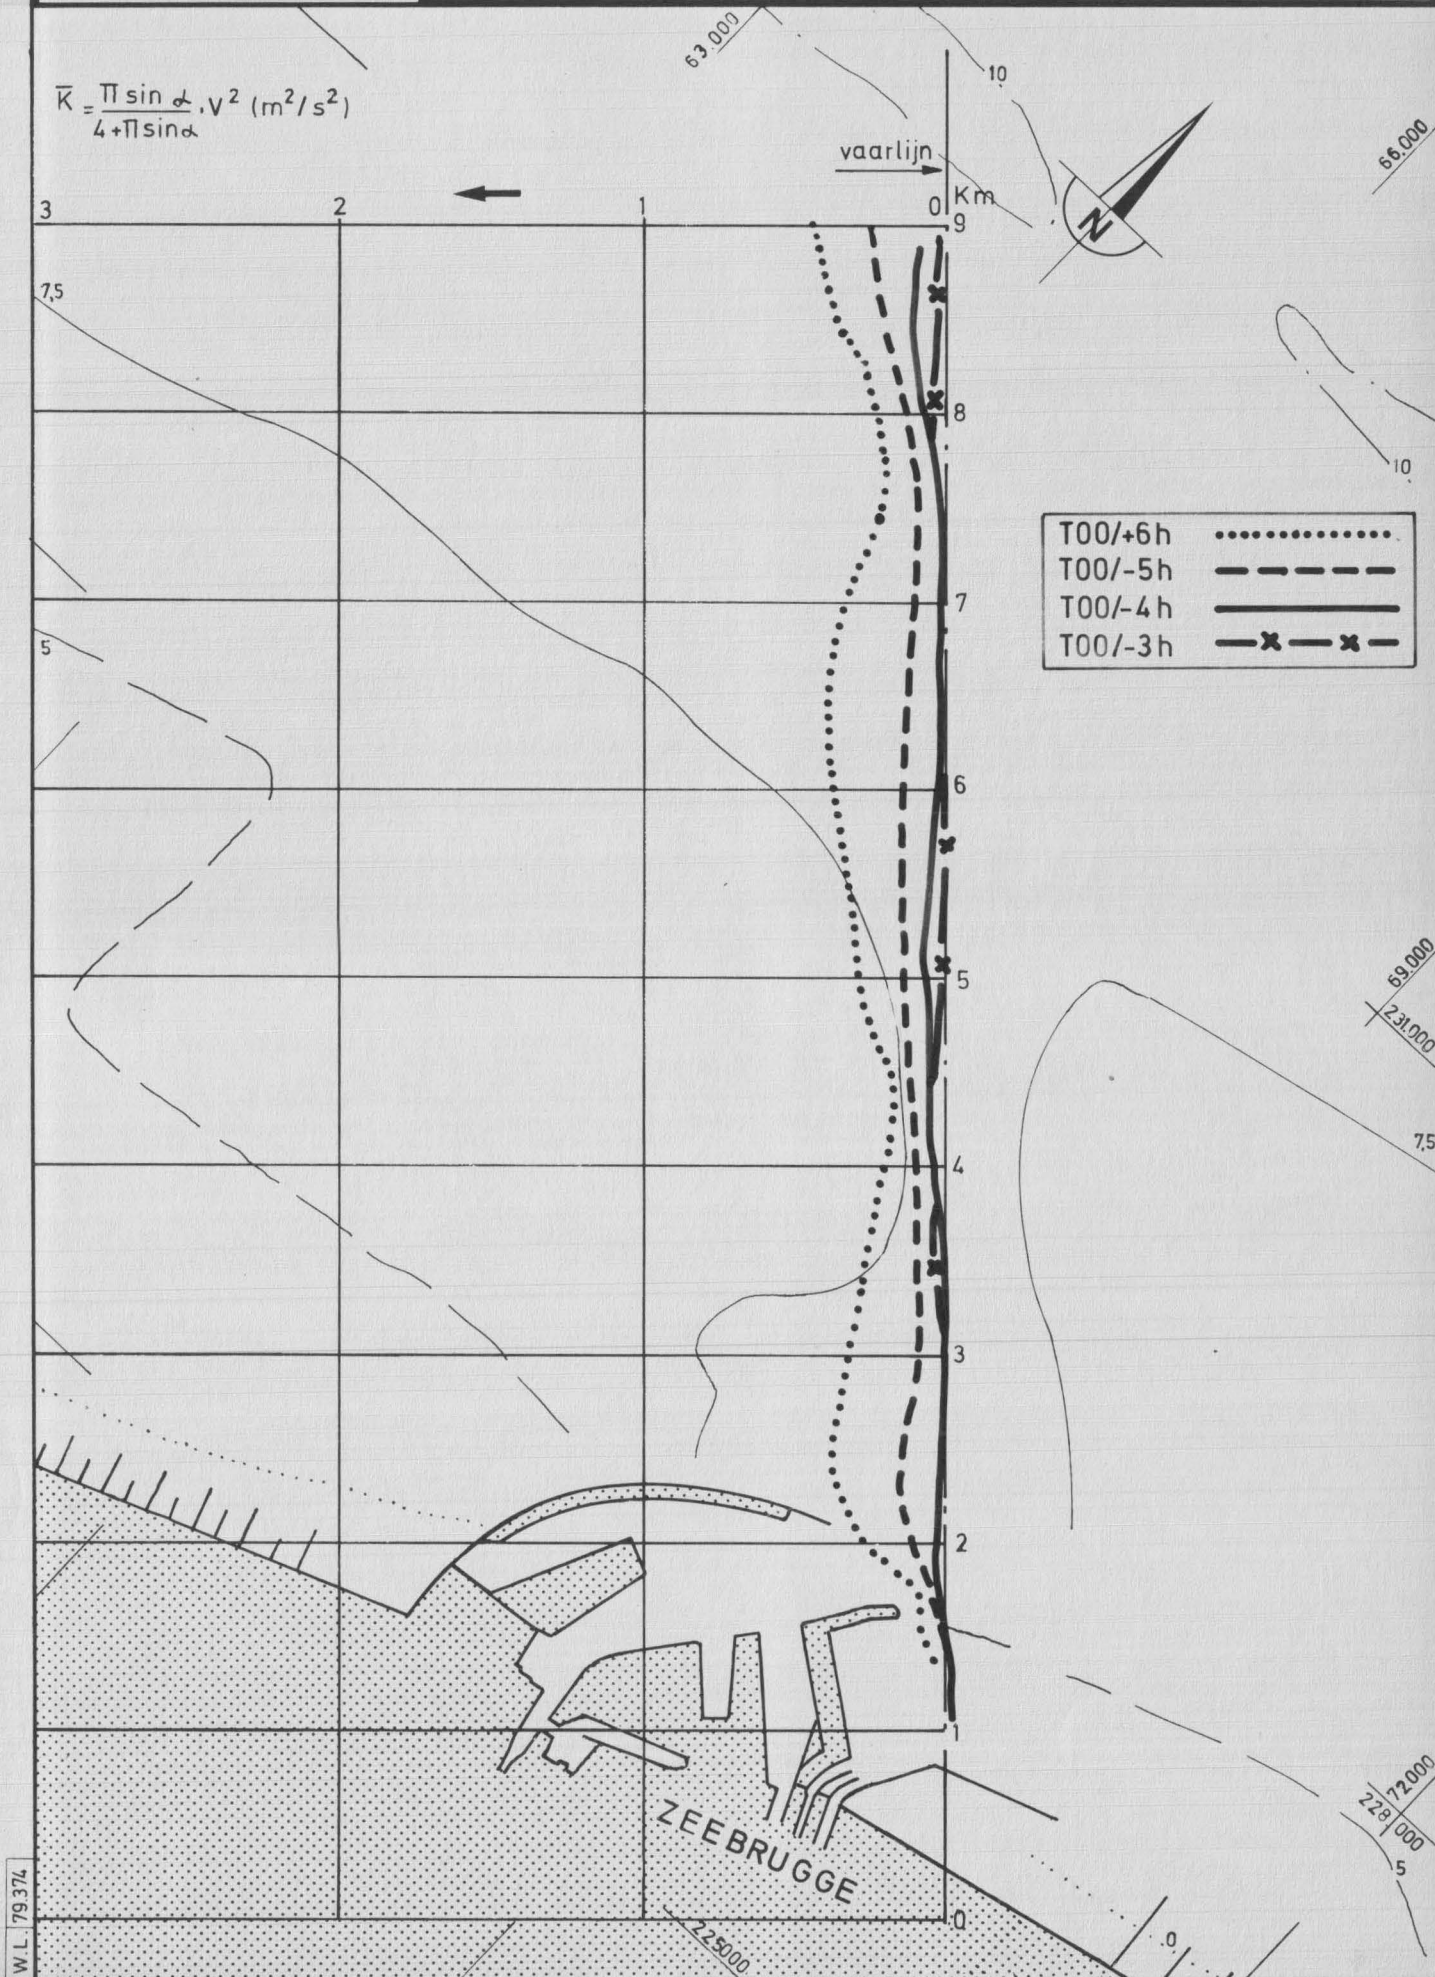 63.000
10
K̅ = π sin α / 4+π sin α . V² (m²/s²)
vaarlijn
66.000
3 2 1 0 Km
9
N
7,5
8
10
T00/+6h
T00/-5h
T00/-4h
T00/-3h
7
5
6
69.000
5
231.000
7,5
4
3
2
1
72000
228 000
ZEEBRUGGE
5
W.L. 79.374
0
225000
0